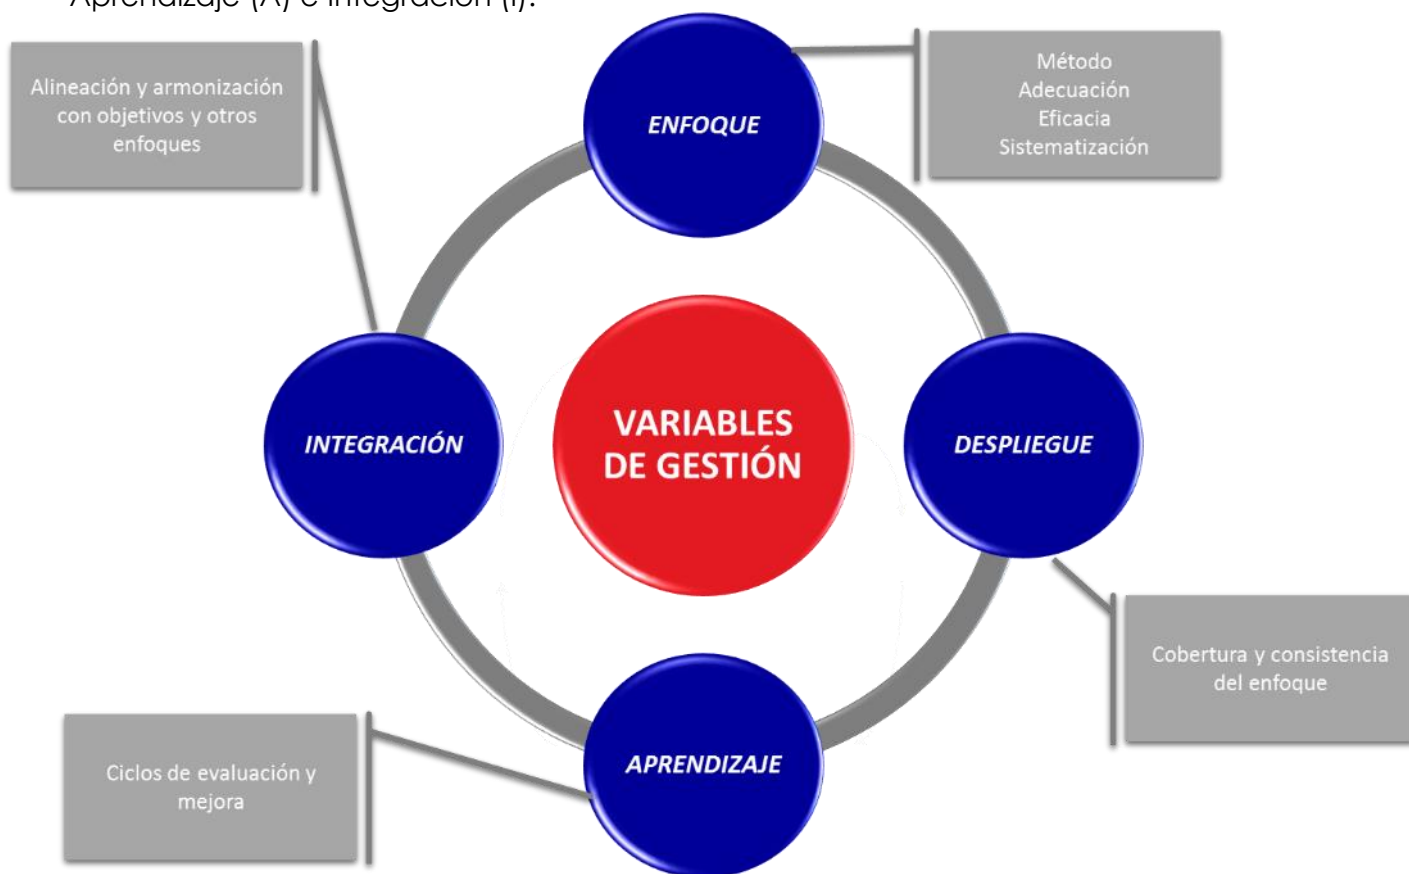 Aprendizaje (A) e Integración (I).
Alineación y armonización
con objetivos y otros
enfoques
ENFOQUE
Método
Adecuación
Eficacia
Sistematización
INTEGRACIÓN
VARIABLES
DE GESTIÓN
DESPLIEGUE
Cobertura y consistencia
del enfoque
Ciclos de evaluación y
mejora
APRENDIZAJE